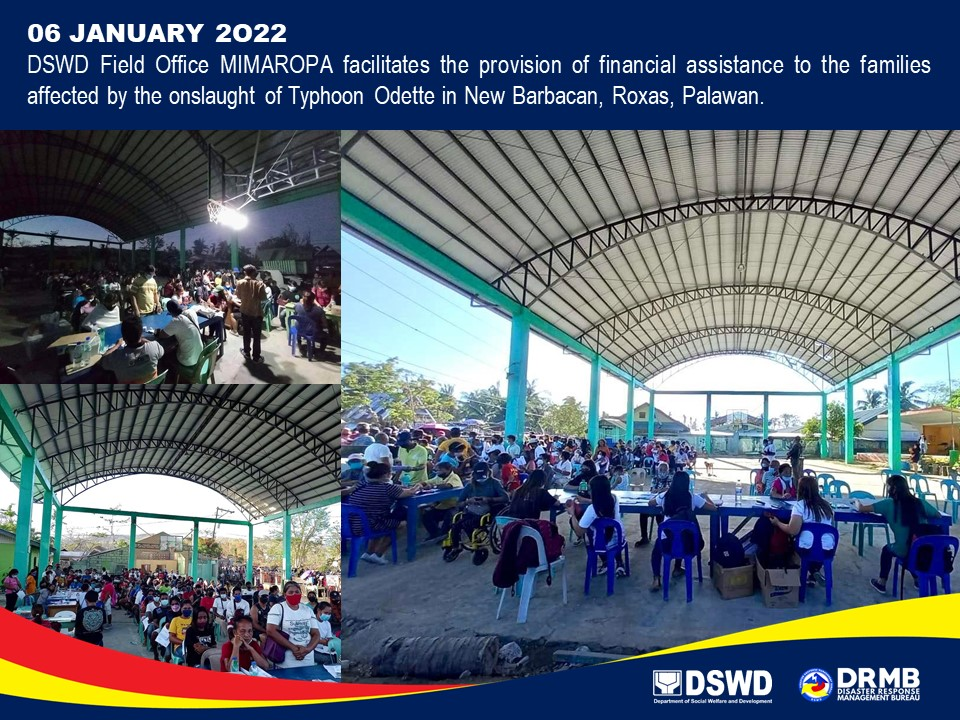 06 JANUARY 2022
DSWD Field Office MIMAROPA facilitates the provision of financial assistance to the families
affected by the onslaught of Typhoon Odette in New Barbacan, Roxas, Palawan.
DSWD
Department of Social Welfare and Development
DRMB
DISASTER RESPONSE
MANAGEMENT BUREAU